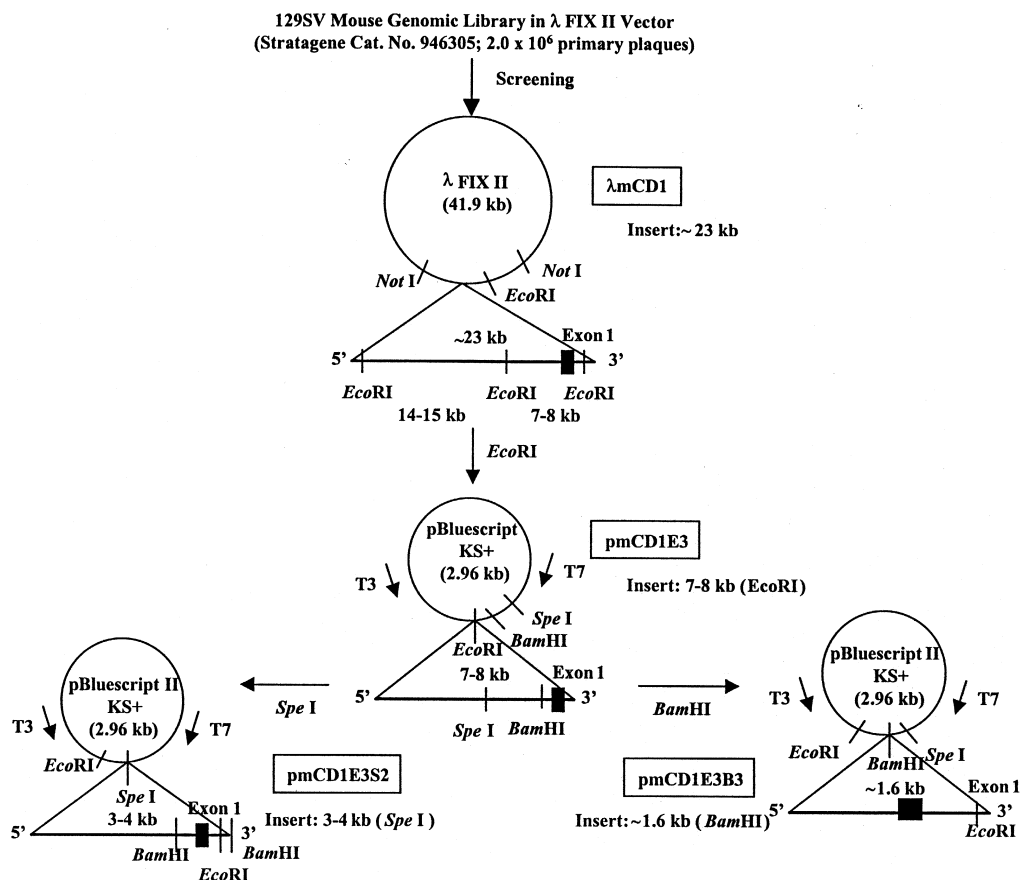 129SV Mouse Genomic Library in λ FIX II Vector
(Stratagene Cat. No. 946305; 2.0 x 10⁶ primary plaques)
Screening
λ FIX II
(41.9 kb)
λmCD1
Insert:~ 23 kb
Not I
EcoRI
Not I
~23 kb
Exon 1
5’
3’
EcoRI
EcoRI
EcoRI
14-15 kb
7-8 kb
EcoRI
pBluescript
KS+
(2.96 kb)
T3
T7
pmCD1E3
Insert: 7-8 kb (EcoRI)
Spe I
BamHI
EcoRI
7-8 kb
Exon 1
5’
3’
Spe I
BamHI
Spe I
BamHI
pBluescript II
KS+
(2.96 kb)
T3
T7
EcoRI
Spe I
3-4 kb
Exon 1
5’
3’
BamHI
EcoRI
BamHI
pmCD1E3S2
Insert: 3-4 kb (Spe I)
pmCD1E3B3
Insert:~1.6 kb (BamHI)
pBluescript II
KS+
(2.96 kb)
T3
T7
EcoRI
BamHI
Spe I
~1.6 kb
Exon 1
5’
3’
EcoRI